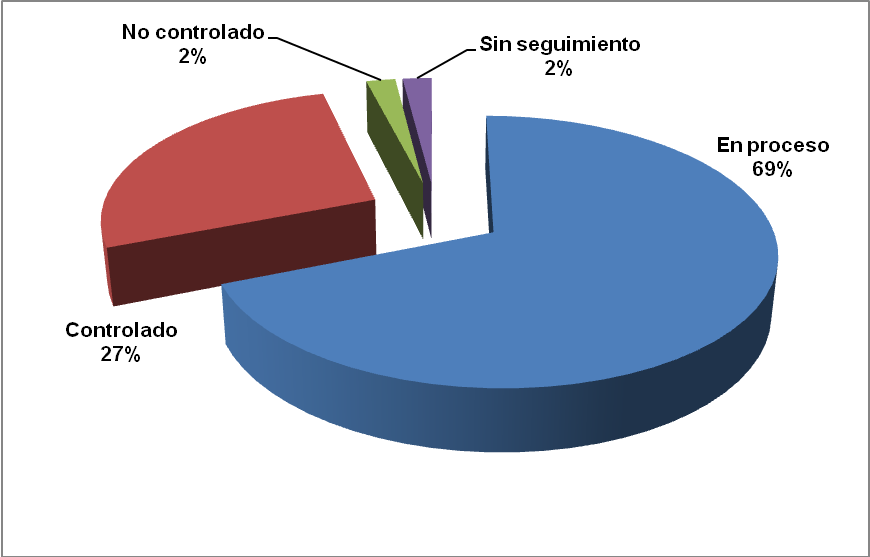 No controlado
2%
Sin seguimiento
2%
En proceso
69%
Controlado
27%